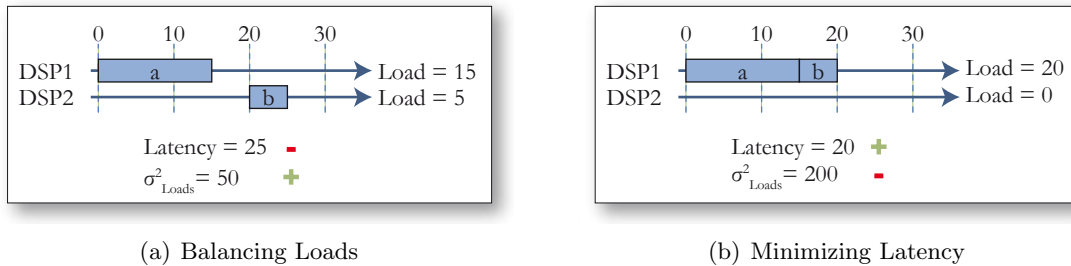 0 10 20 30
DSP1 a Load = 15
DSP2 b Load = 5
Latency = 25 -
σ²Loads = 50 +
(a) Balancing Loads
0 10 20 30
DSP1 a b Load = 20
DSP2 Load = 0
Latency = 20 +
σ²Loads = 200 -
(b) Minimizing Latency